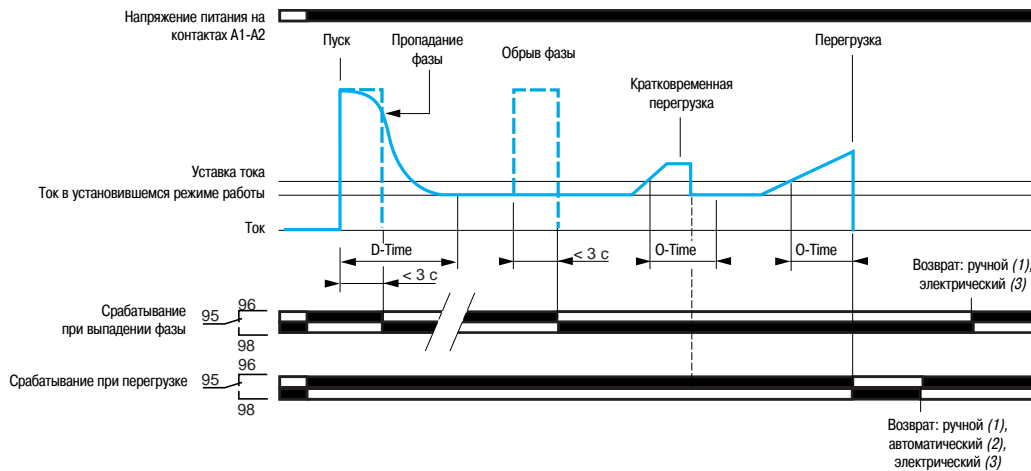 Напряжение питания на
контактах A1-A2
Пуск
Пропадание
фазы
Обрыв фазы
Кратковременная
перегрузка
Перегрузка
Уставка тока
Ток в установившемся режиме работы
Ток
D-Time
< 3 c
< 3 c
O-Time
O-Time
Возврат: ручной (1),
электрический (3)
Срабатывание
при выпадении фазы
95
96
98
Срабатывание при перегрузке
95
96
98
Возврат: ручной (1),
автоматический (2),
электрический (3)